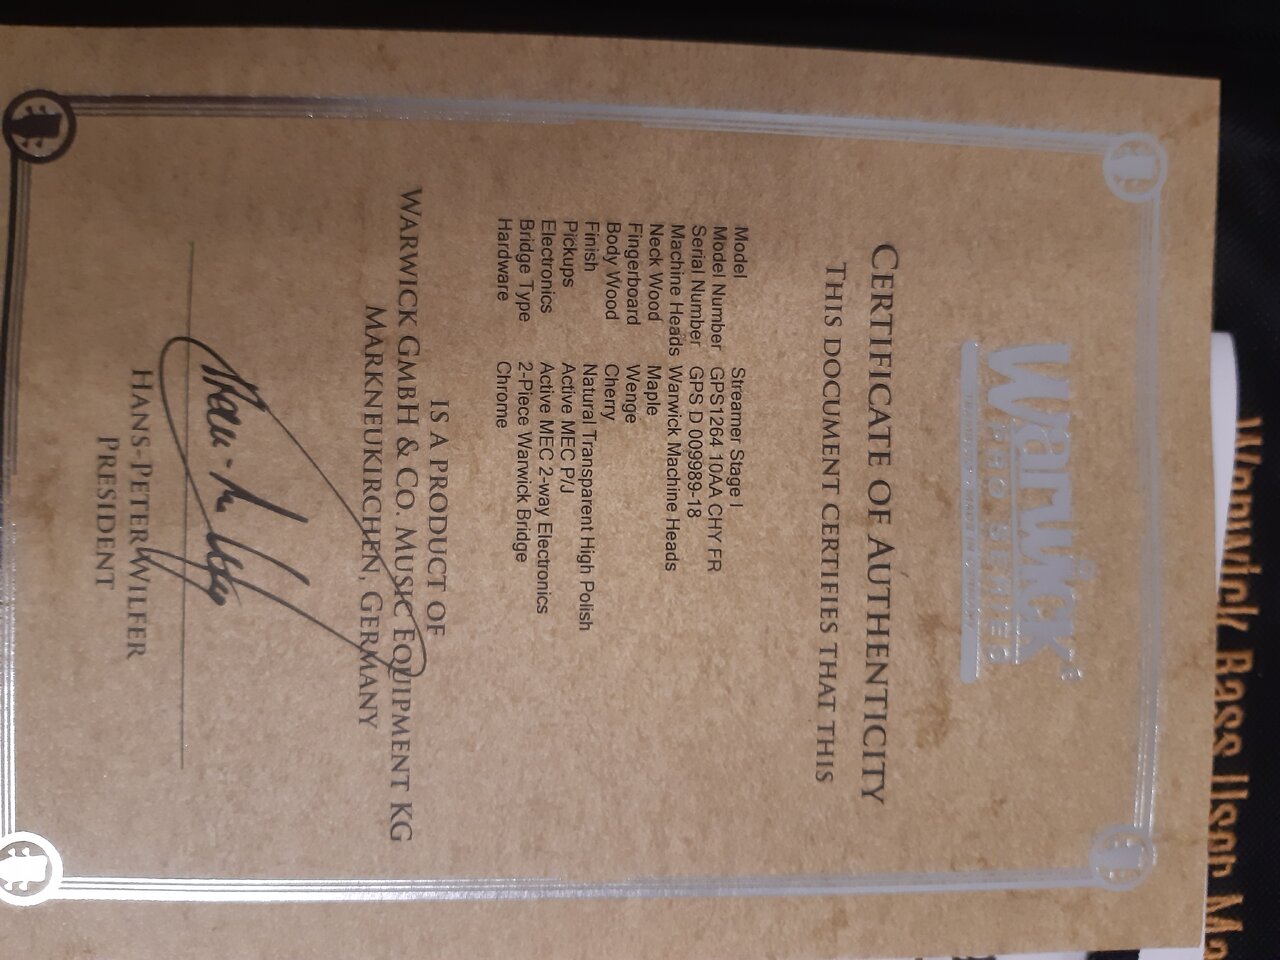 Warwick
PRO SERIES
CERTIFICATE OF AUTHENTICITY
THIS DOCUMENT CERTIFIES THAT THIS
Model Streamer Stage I
Model Number GPS1264 10AA CHY FR
Serial Number GPS D 009989-18
Machine Heads Warwick Machine Heads
Neck Wood Maple
Fingerboard Wenge
Body Wood Cherry
Finish Natural Transparent High Polish
Pickups Active MEC P/J
Electronics Active MEC 2-way Electronics
Bridge Type 2-Piece Warwick Bridge
Hardware Chrome
IS A PRODUCT OF
WARWICK GMBH & CO. MUSIC EQUIPMENT KG
MARKNEUKIRCHEN, GERMANY
HANS-PETER WILFER
PRESIDENT
Warwick Bass User Ma